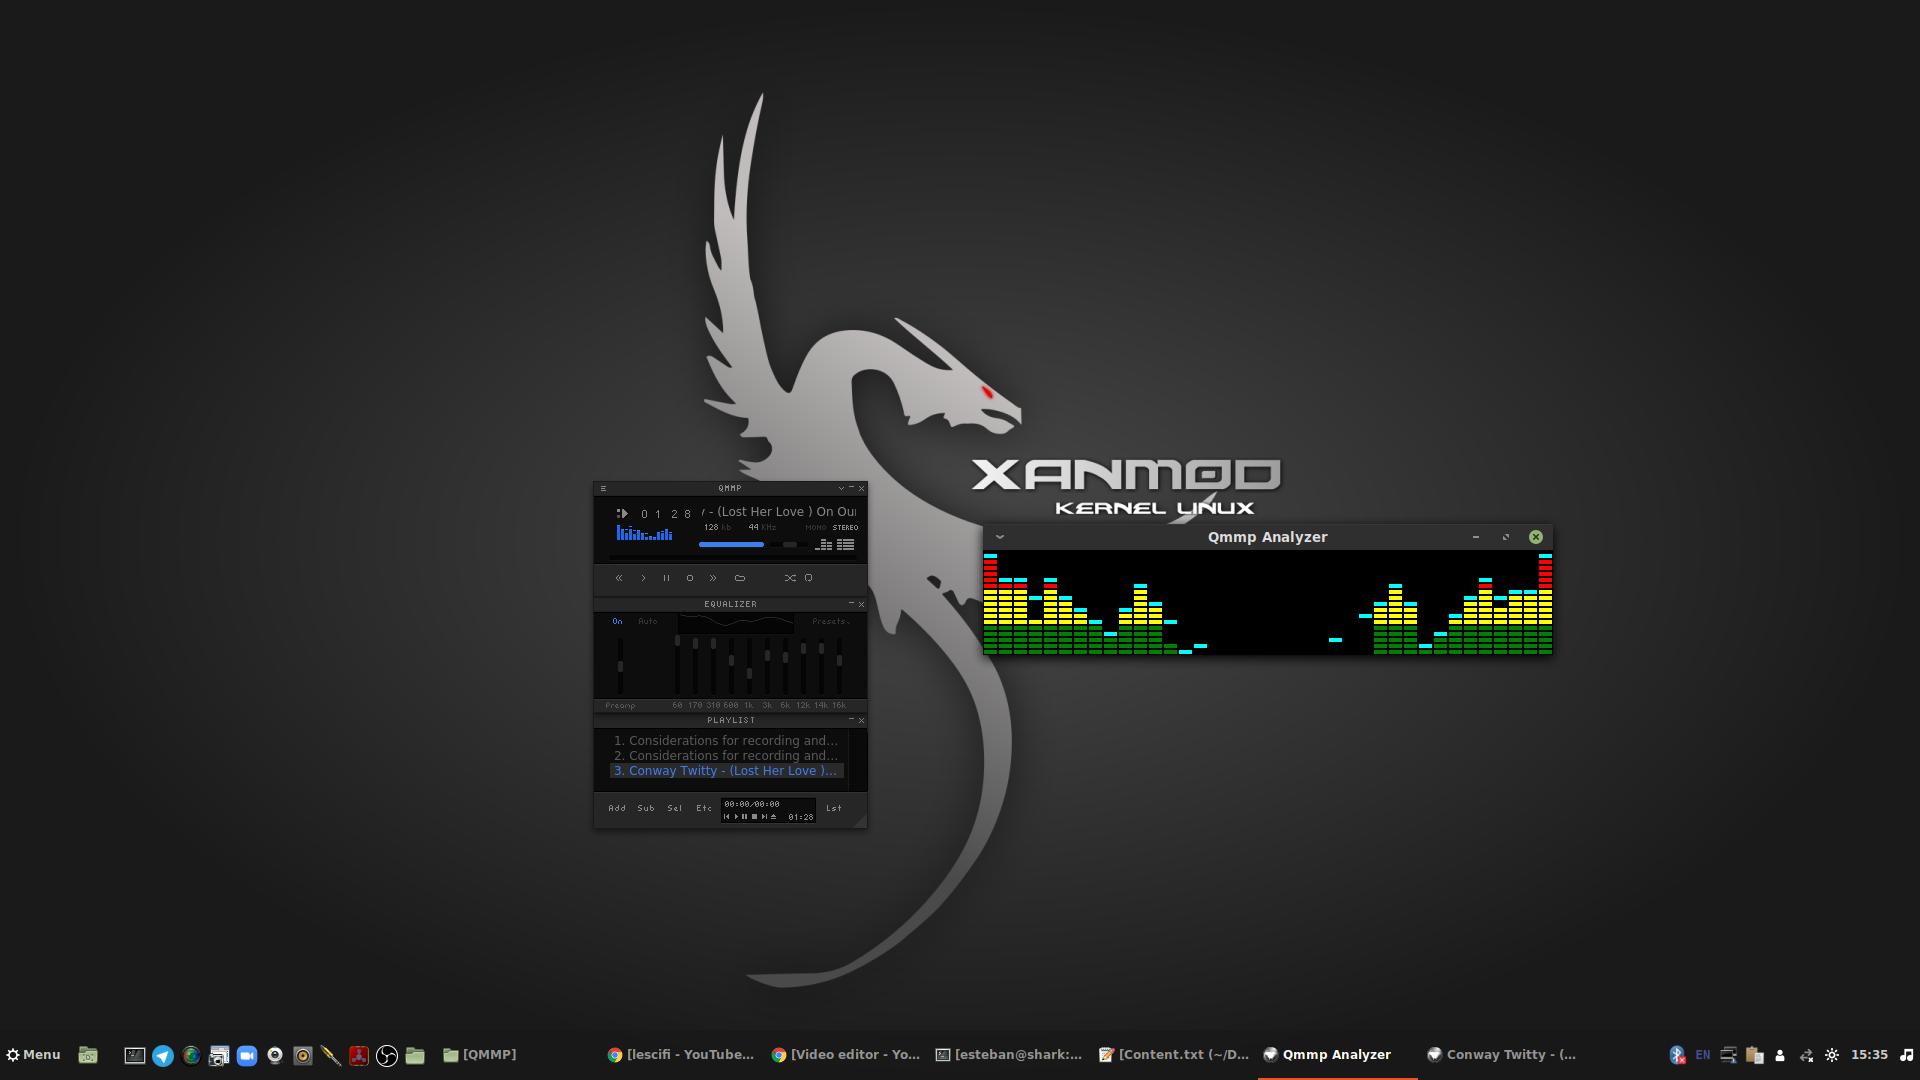 XANMOD
KERNEL LINUX
QMMP
01 28
/ - (Lost Her Love ) On Our
128 kb 44 KHz MONO STEREO
EQUALIZER
On Auto Presets
Preamp 60 170 310 600 1k 3k 6k 12k 14k 16k
PLAYLIST
1. Considerations for recording and...
2. Considerations for recording and...
3. Conway Twitty - (Lost Her Love )...
Add Sub Sel Etc 00:00/00:00 Lst
01:28
Qmmp Analyzer
Menu [QMMP] [lescifi - YouTube... [Video editor - Yo... [esteban@shark:... [Content.txt (~/D... Qmmp Analyzer Conway Twitty - (... EN 15:35